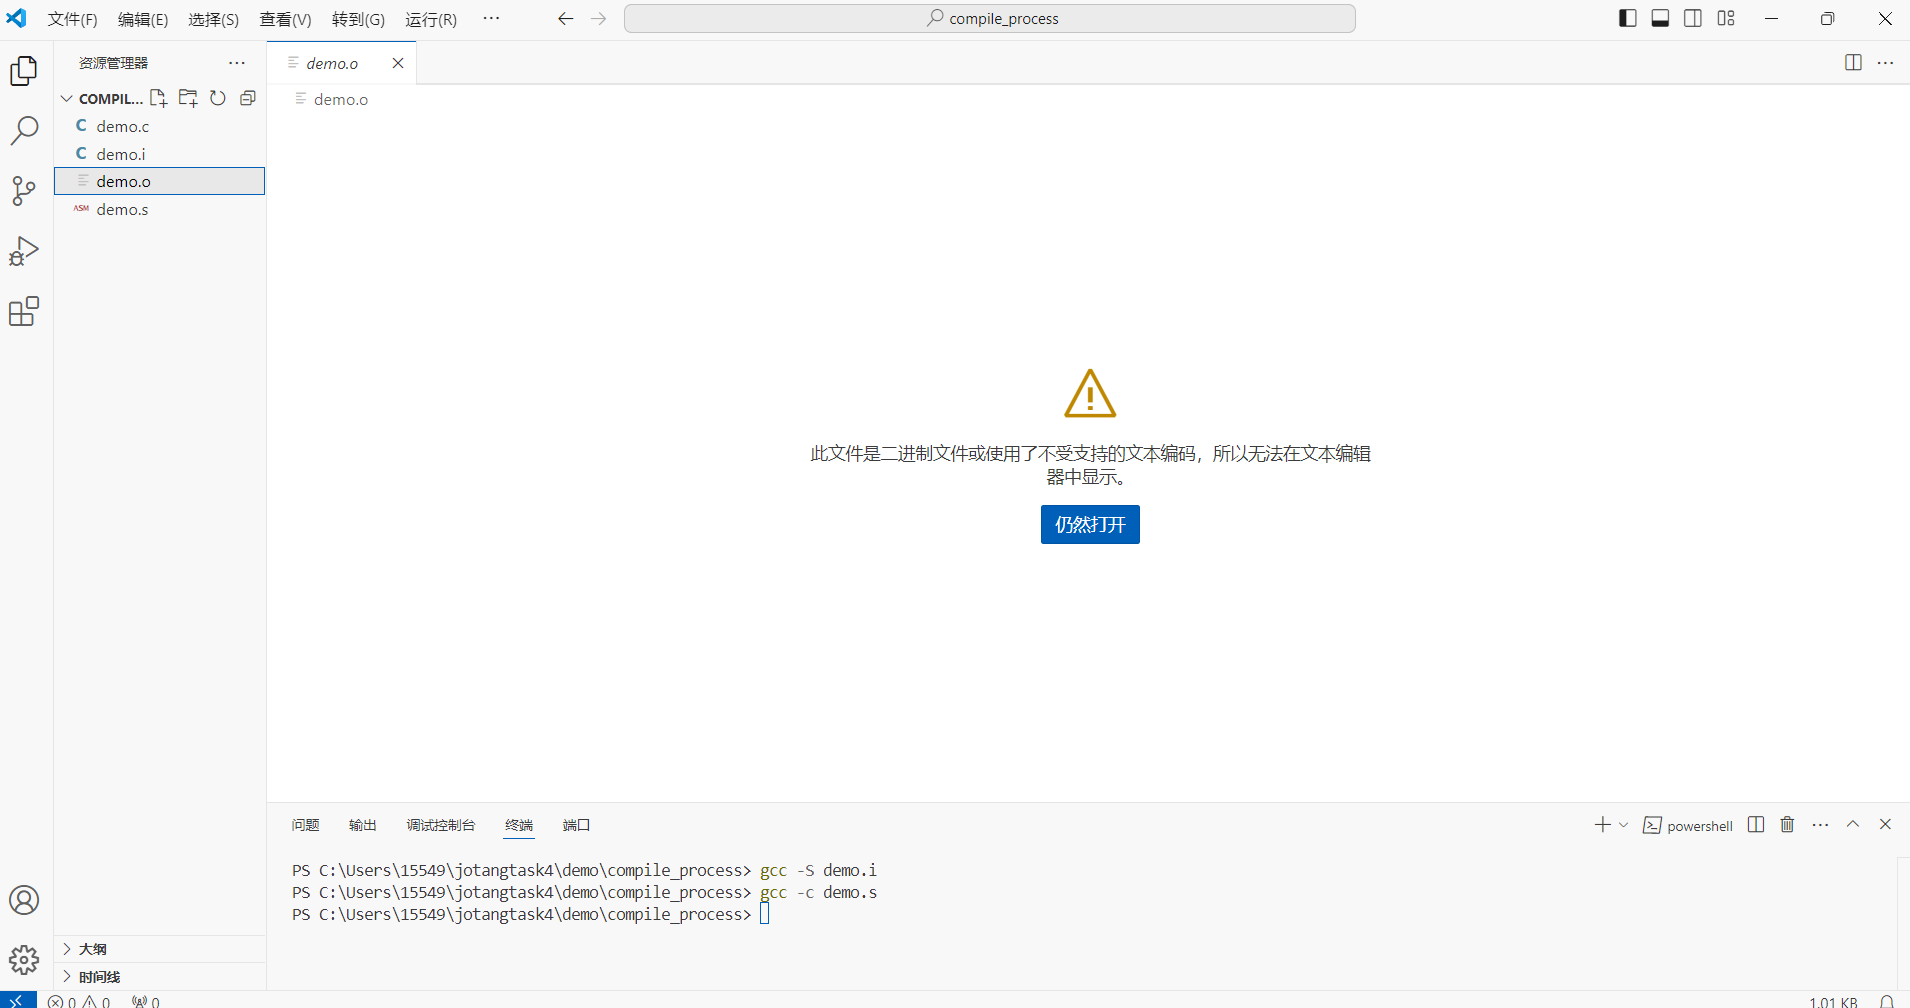 文件(F) 编辑(E) 选择(S) 查看(V) 转到(G) 运行(R) ··· compile_process
资源管理器 ···
demo.o
COMPIL...
demo.o
C demo.c
C demo.i
demo.o
ASM demo.s
此文件是二进制文件或使用了不受支持的文本编码，所以无法在文本编辑
器中显示。
仍然打开
问题 输出 调试控制台 终端 端口 powershell
PS C:\Users\15549\jotangtask4\demo\compile_process> gcc -S demo.i
PS C:\Users\15549\jotangtask4\demo\compile_process> gcc -c demo.s
PS C:\Users\15549\jotangtask4\demo\compile_process>
大纲
时间线
0 0 0 1.01 KB